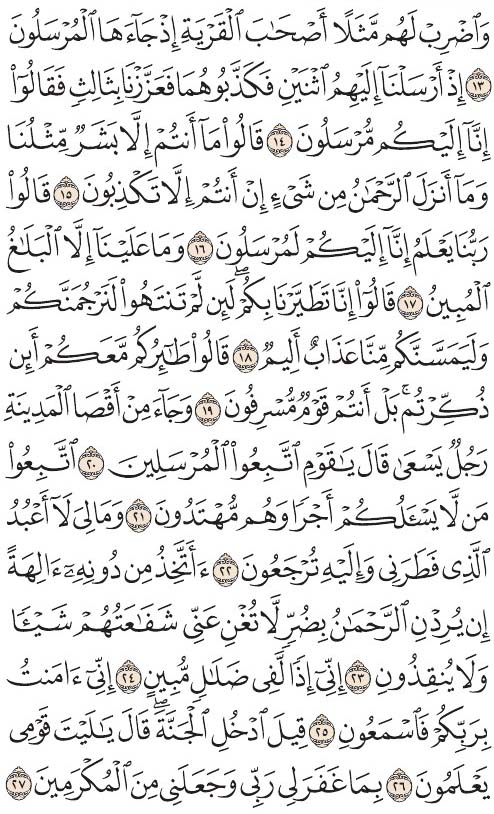 وَٱضْرِبْ لَهُم مَّثَلًا أَصْحَٰبَ ٱلْقَرْيَةِ إِذْ جَآءَهَا ٱلْمُرْسَلُونَ
١٣ إِذْ أَرْسَلْنَآ إِلَيْهِمُ ٱثْنَيْنِ فَكَذَّبُوهُمَا فَعَزَّزْنَا بِثَالِثٍ فَقَالُوٓا۟
إِنَّآ إِلَيْكُم مُّرْسَلُونَ ١٤ قَالُوا۟ مَآ أَنتُمْ إِلَّا بَشَرٌ مِّثْلُنَا
وَمَآ أَنزَلَ ٱلرَّحْمَٰنُ مِن شَىْءٍ إِنْ أَنتُمْ إِلَّا تَكْذِبُونَ ١٥ قَالُوا۟
رَبُّنَا يَعْلَمُ إِنَّآ إِلَيْكُمْ لَمُرْسَلُونَ ١٦ وَمَا عَلَيْنَآ إِلَّا ٱلْبَلَٰغُ
ٱلْمُبِينُ ١٧ قَالُوٓا۟ إِنَّا تَطَيَّرْنَا بِكُمْ ۖ لَئِن لَّمْ تَنتَهُوا۟ لَنَرْجُمَنَّكُمْ
وَلَيَمَسَّنَّكُم مِّنَّا عَذَابٌ أَلِيمٌ ١٨ قَالُوا۟ طَٰٓئِرُكُم مَّعَكُمْ أَئِن
ذُكِّرْتُم ۚ بَلْ أَنتُمْ قَوْمٌ مُّسْرِفُونَ ١٩ وَجَآءَ مِنْ أَقْصَا ٱلْمَدِينَةِ
رَجُلٌ يَسْعَىٰ قَالَ يَٰقَوْمِ ٱتَّبِعُوا۟ ٱلْمُرْسَلِينَ ٢٠ ٱتَّبِعُوا۟
مَن لَّا يَسْـَٔلُكُمْ أَجْرًا وَهُم مُّهْتَدُونَ ٢١ وَمَا لِىَ لَآ أَعْبُدُ
ٱلَّذِى فَطَرَنِى وَإِلَيْهِ تُرْجَعُونَ ٢٢ ءَأَتَّخِذُ مِن دُونِهِۦٓ ءَالِهَةً
إِن يُرِدْنِ ٱلرَّحْمَٰنُ بِضُرٍّ لَّا تُغْنِ عَنِّى شَفَٰعَتُهُمْ شَيْـًٔا
وَلَا يُنقِذُونِ ٢٣ إِنِّىٓ إِذًا لَّفِى ضَلَٰلٍ مُّبِينٍ ٢٤ إِنِّىٓ ءَامَنتُ
بِرَبِّكُمْ فَٱسْمَعُونِ ٢٥ قِيلَ ٱدْخُلِ ٱلْجَنَّةَ ۖ قَالَ يَٰلَيْتَ قَوْمِى
يَعْلَمُونَ ٢٦ بِمَا غَفَرَ لِى رَبِّى وَجَعَلَنِى مِنَ ٱلْمُكْرَمِينَ ٢٧